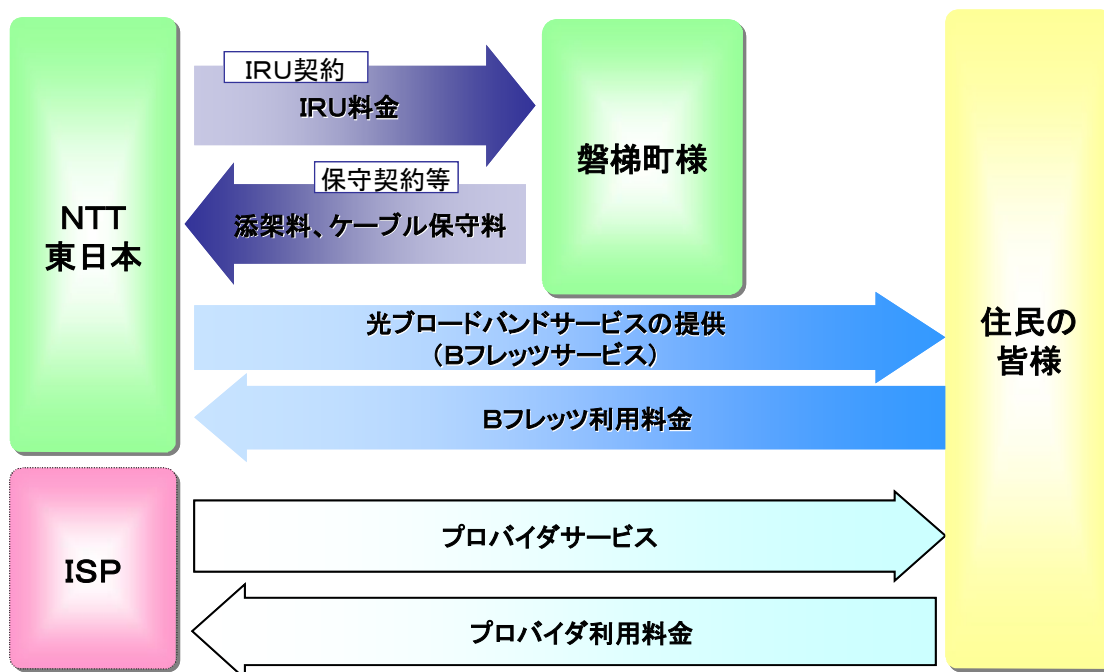 IRU契約
IRU料金
保守契約等
添架料、ケーブル保守料
NTT
東日本
磐梯町様
光ブロードバンドサービスの提供
（Bフレッツサービス）
Bフレッツ利用料金
住民の
皆様
ISP
プロバイダサービス
プロバイダ利用料金